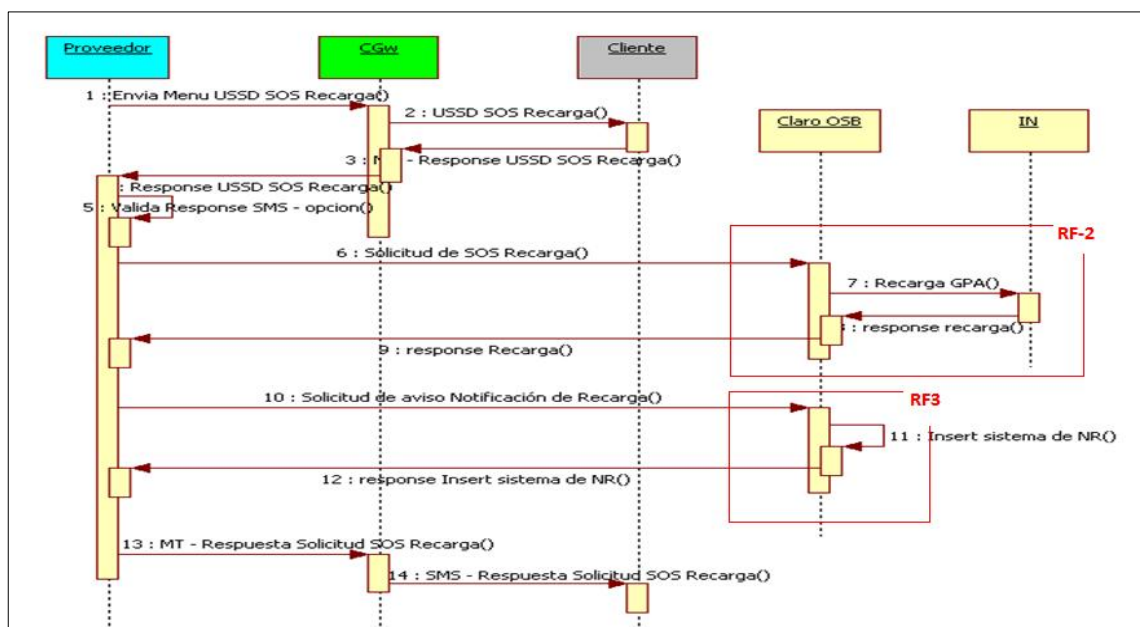 Proveedor
CGw
Cliente
1 : Envia Menu USSD SOS Recarga()
2 : USSD SOS Recarga()
Claro OSB
IN
3 : - Response USSD SOS Recarga()
: Response USSD SOS Recarga()
5 : Valida Response SMS - opcion()
RF-2
6 : Solicitud de SOS Recarga()
7 : Recarga GPA()
: response recarga()
9 : response Recarga()
RF3
10 : Solicitud de aviso Notificación de Recarga()
11 : Insert sistema de NR()
12 : response Insert sistema de NR()
13 : MT - Respuesta Solicitud SOS Recarga()
14 : SMS - Respuesta Solicitud SOS Recarga()